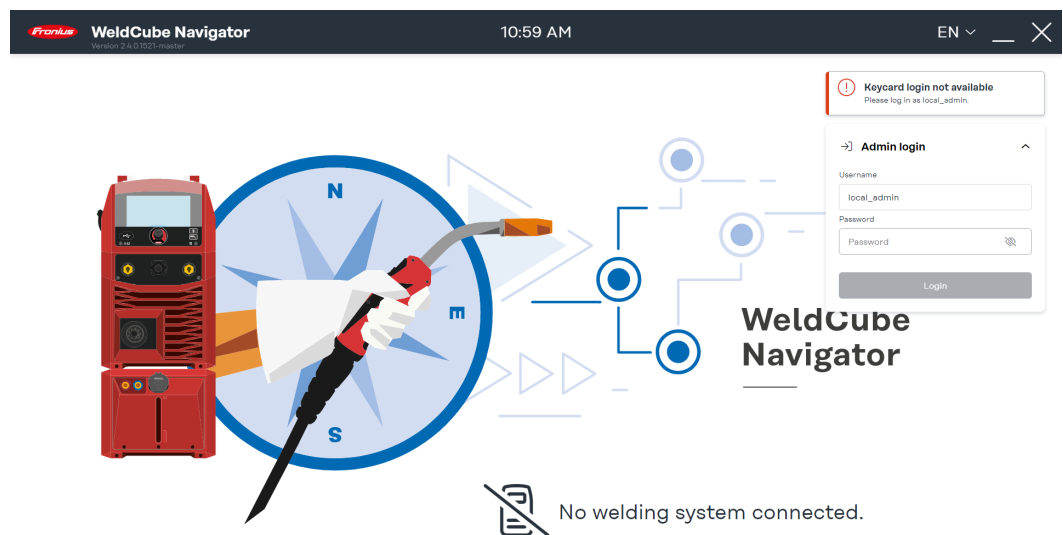 Fronius WeldCube Navigator 10:59 AM EN
Version 2.4.0.1521-master
Keycard login not available
Please log in as local_admin.
Admin login
Username
local_admin
Password
Password
Login
N
E
S
WeldCube
Navigator
No welding system connected.